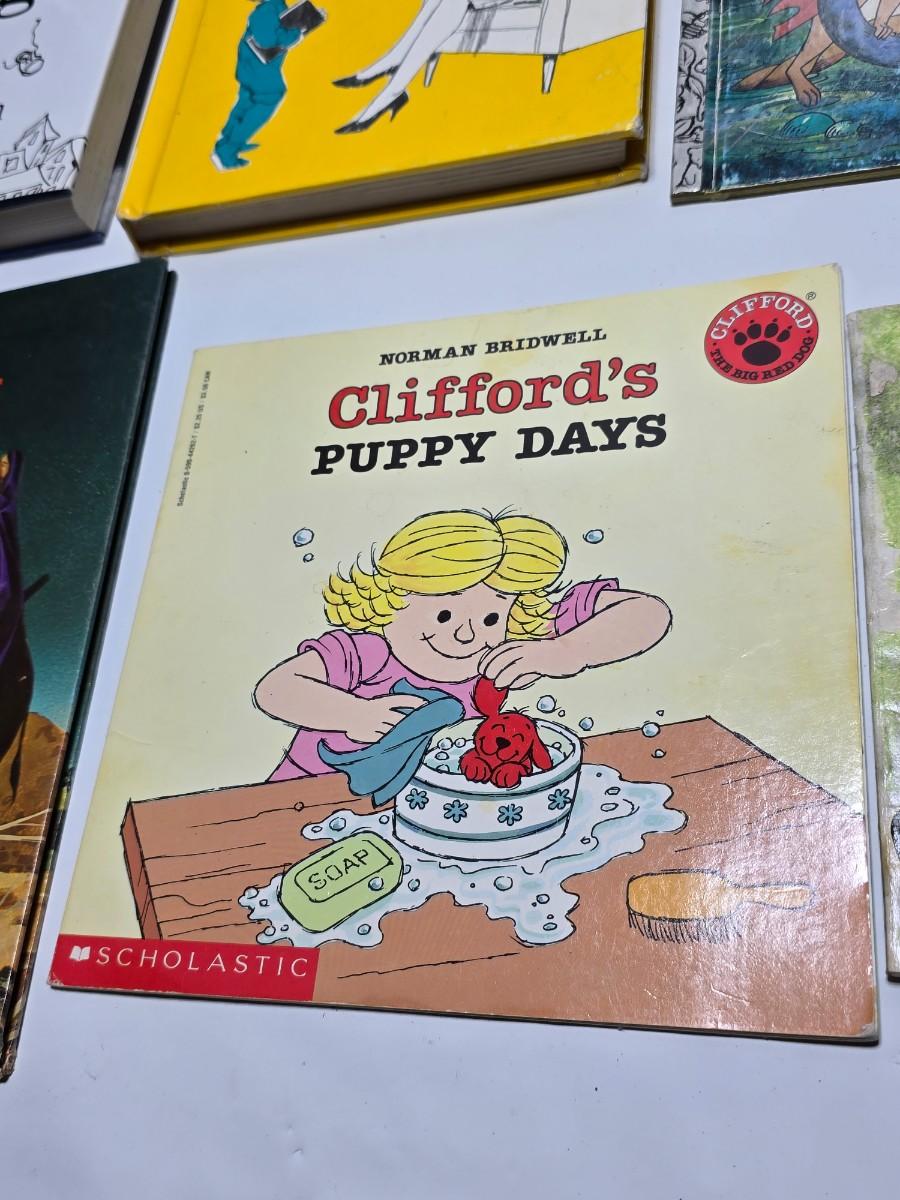 NORMAN BRIDWELL
Clifford's
PUPPY DAYS
CLIFFORD
THE BIG RED DOG
®
SOAP
SCHOLASTIC